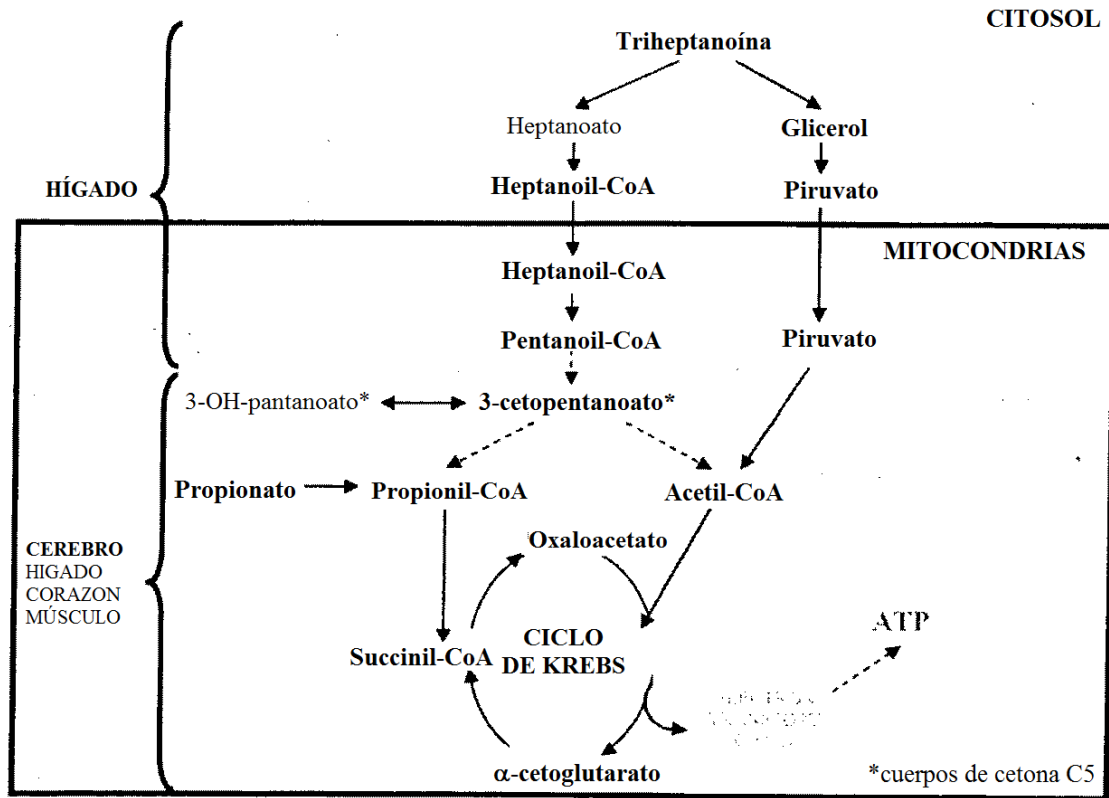 CITOSOL
Triheptanoína
Heptanoato
Glicerol
HÍGADO
Heptanoil-CoA
Piruvato
MITOCONDRIAS
Heptanoil-CoA
Pentanoil-CoA
Piruvato
3-OH-pantanoato*
3-cetopentanoato*
Propionato
Propionil-CoA
Acetil-CoA
Oxaloacetato
CEREBRO
HIGADO
CORAZON
MÚSCULO
CICLO
DE KREBS
ATP
Succinil-CoA
α-cetoglutarato
*cuerpos de cetona C5